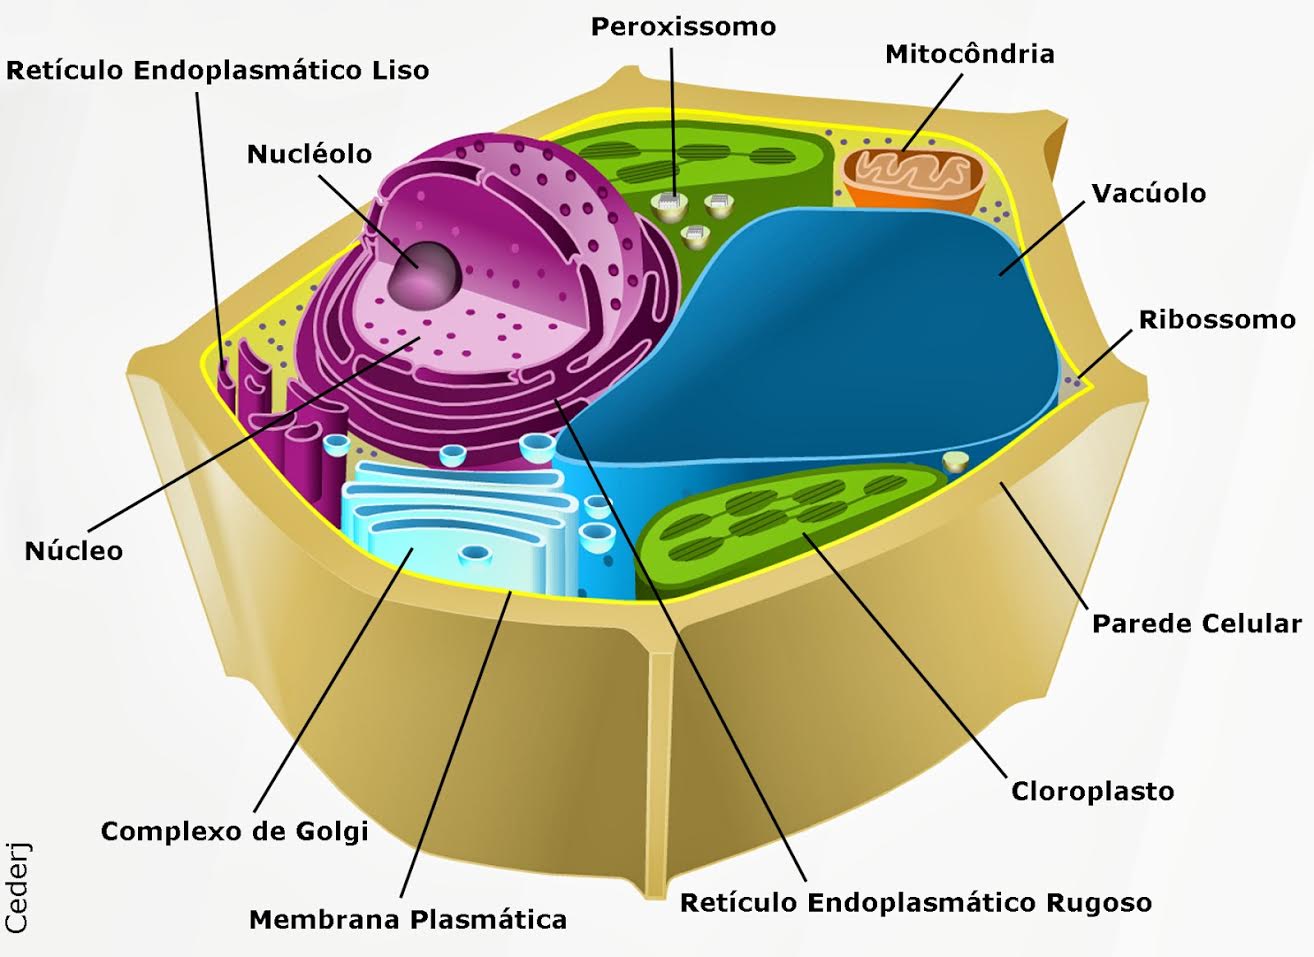 Peroxissomo
Mitocôndria
Retículo Endoplasmático Liso
Nucléolo
Vacúolo
Ribossomo
Núcleo
Parede Celular
Cloroplasto
Complexo de Golgi
Retículo Endoplasmático Rugoso
Membrana Plasmática
Cederj